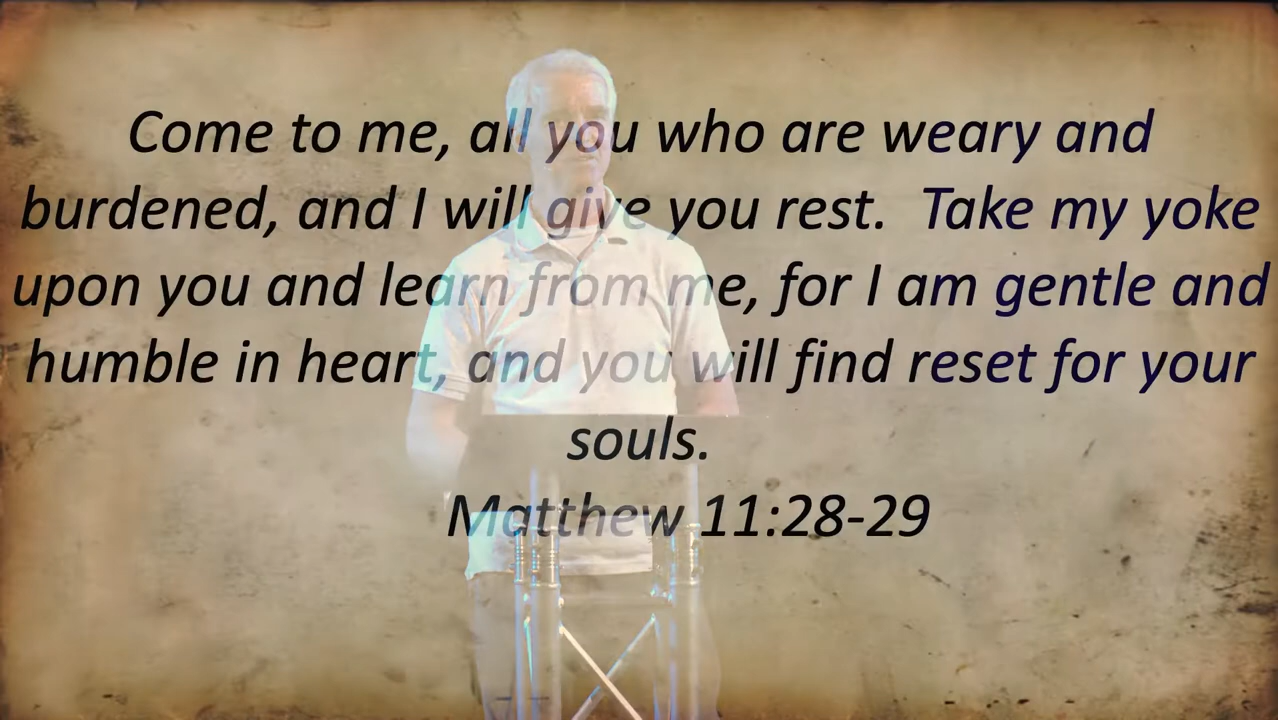 Come to me, all you who are weary and
burdened, and I will give you rest.  Take my yoke
upon you and learn from me, for I am gentle and
humble in heart, and you will find reset for your
souls.
Matthew 11:28-29